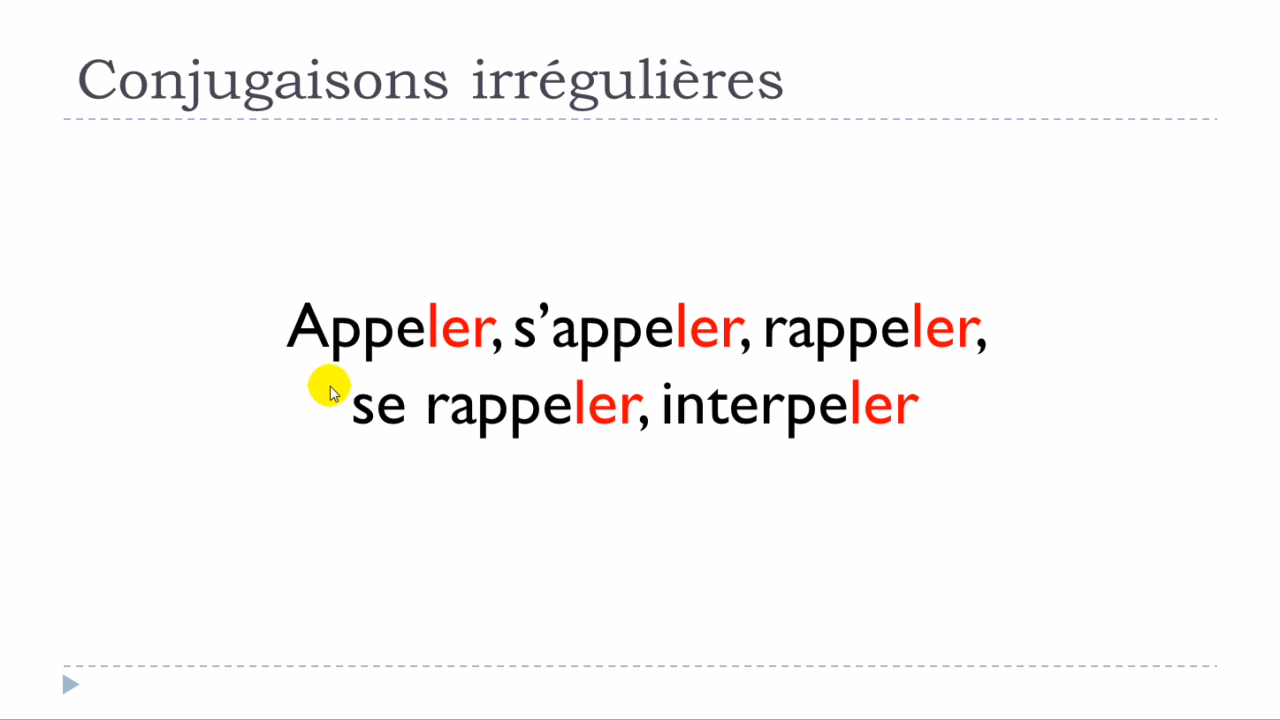 Conjugaisons irrégulières
Appeler, s’appeler, rappeler,
se rappeler, interpeler